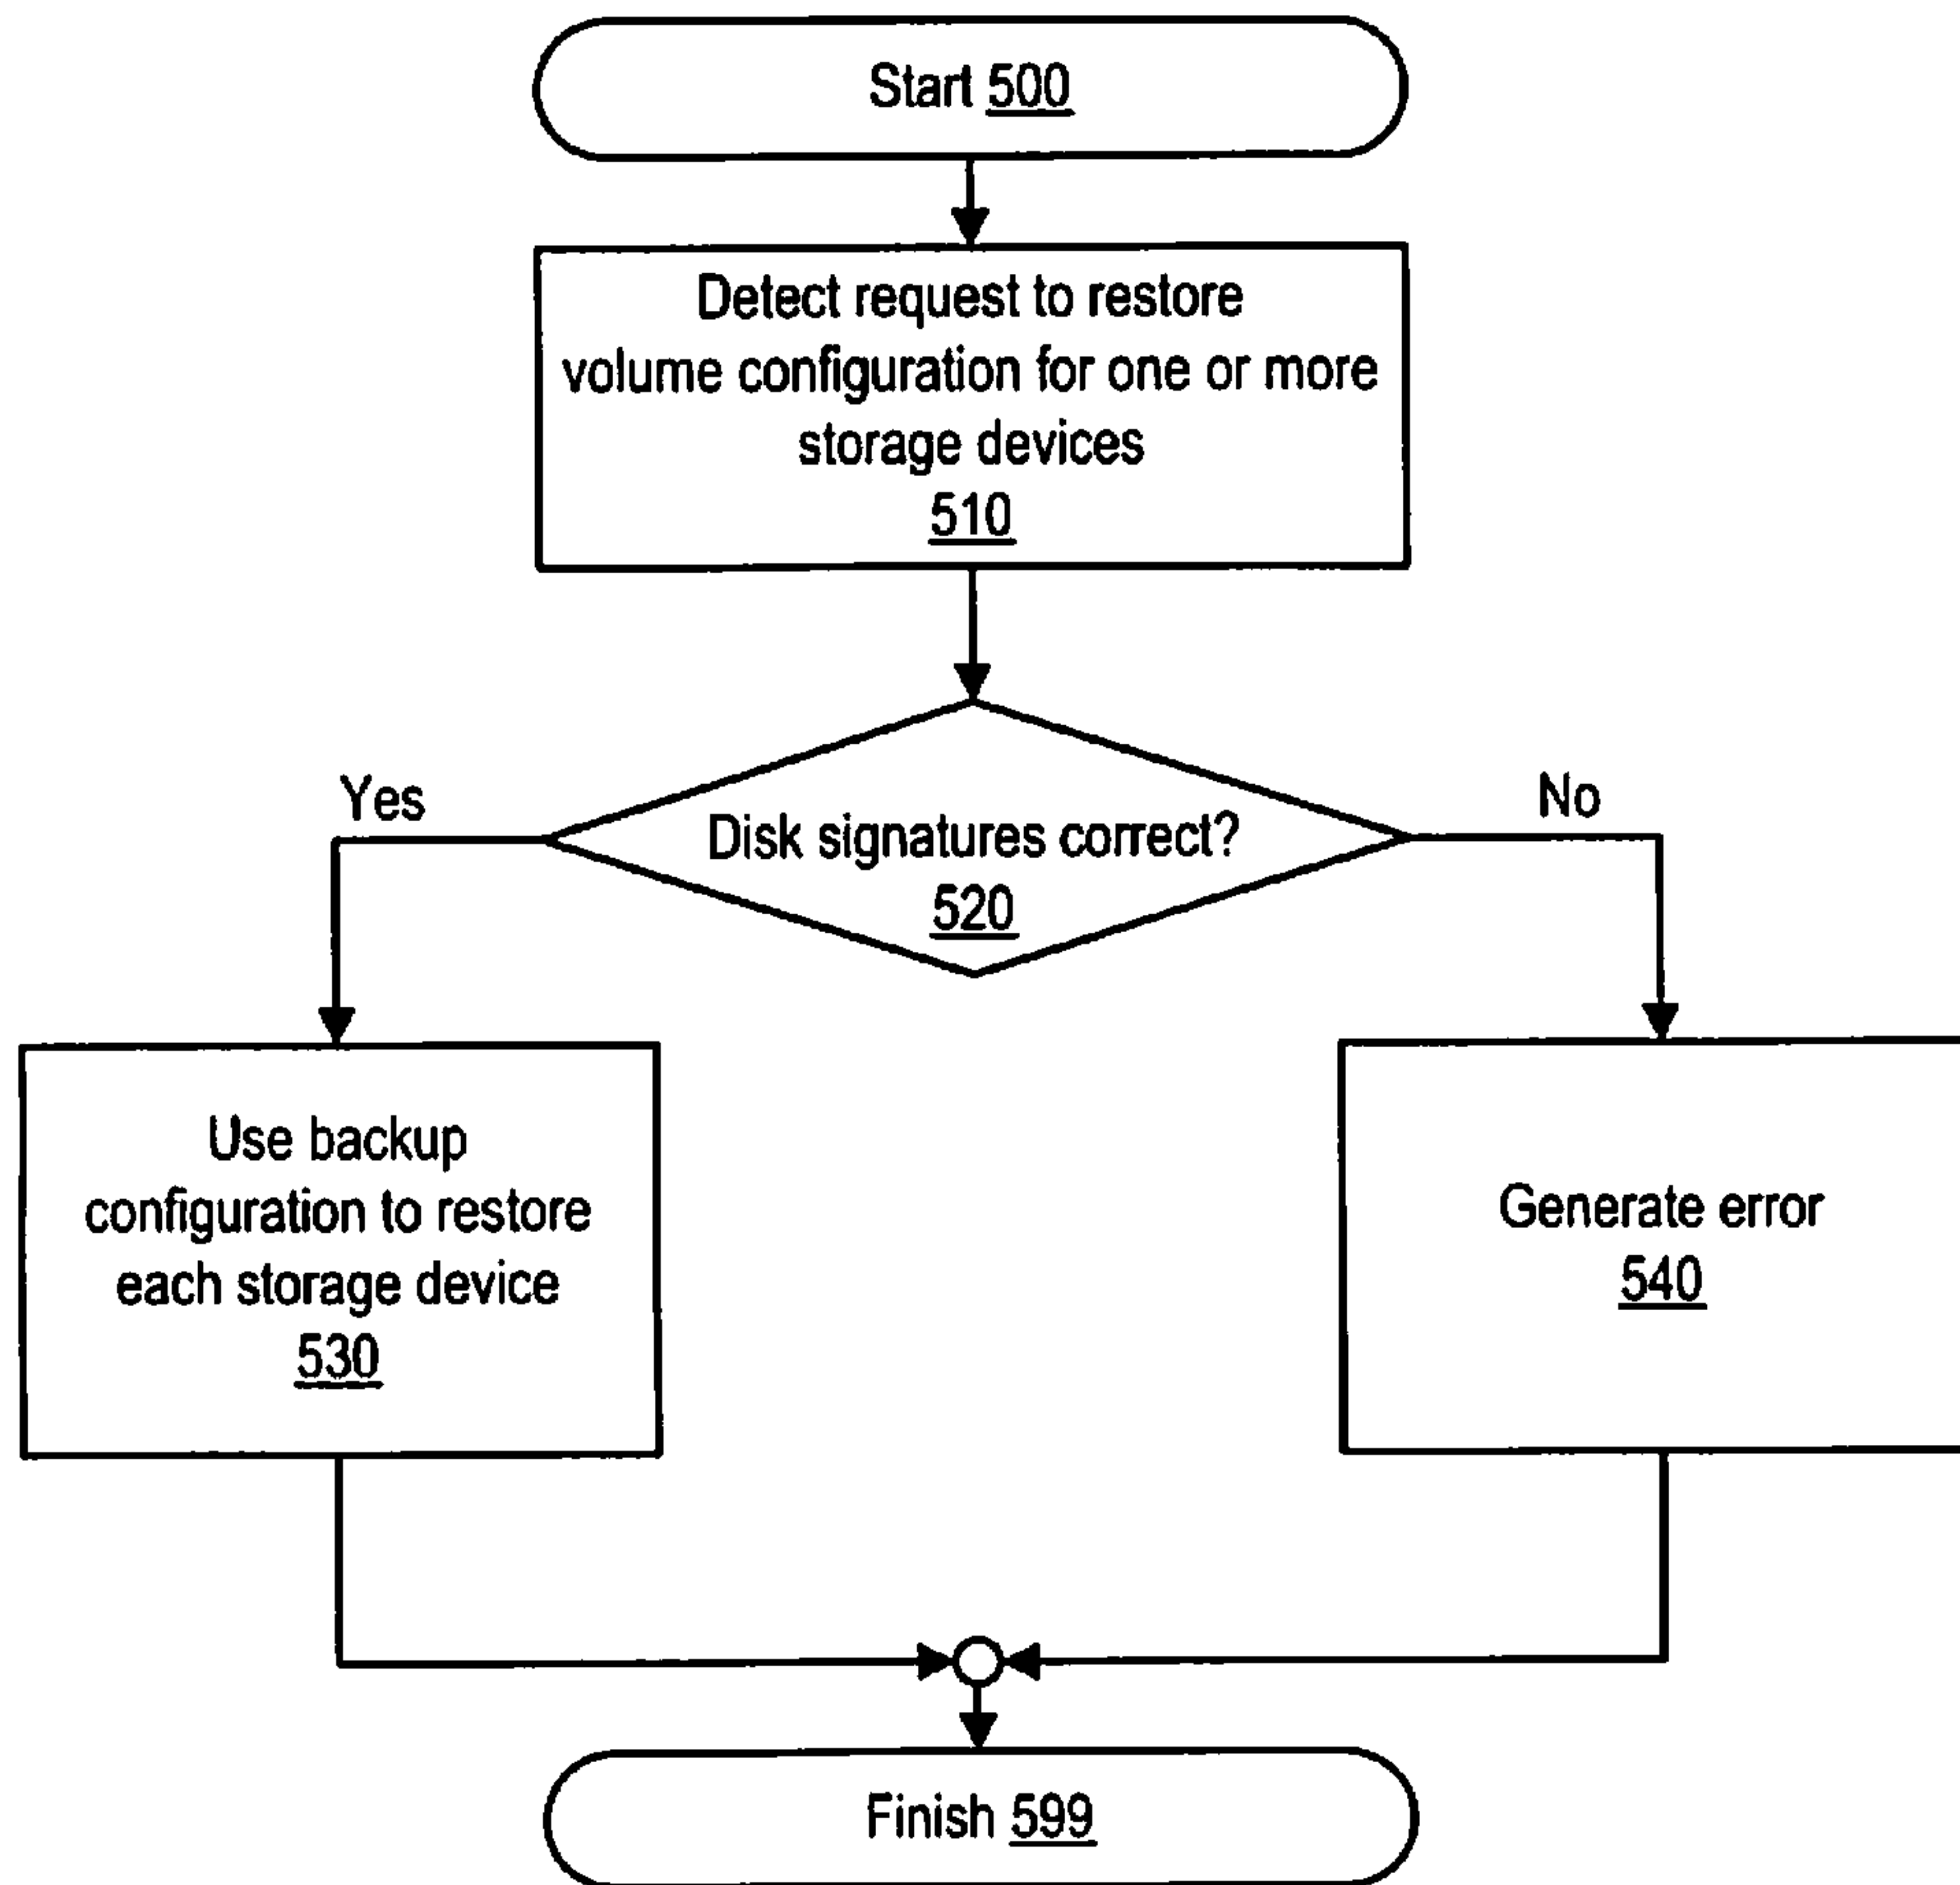 Start 500
Detect request to restore
volume configuration for one or more
storage devices
510
Yes
No
Disk signatures correct?
520
Use backup
configuration to restore
each storage device
530
Generate error
540
Finish 599